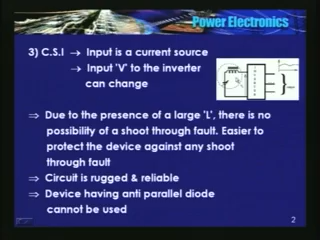 Power Electronics
3) C.S.I → Input is a current source
→ Input 'V' to the inverter
can change
⇒ Due to the presence of a large 'L', there is no
possibility of a shoot through fault. Easier to
protect the device against any shoot
through fault
⇒ Circuit is rugged & reliable
⇒ Device having anti parallel diode
cannot be used
2